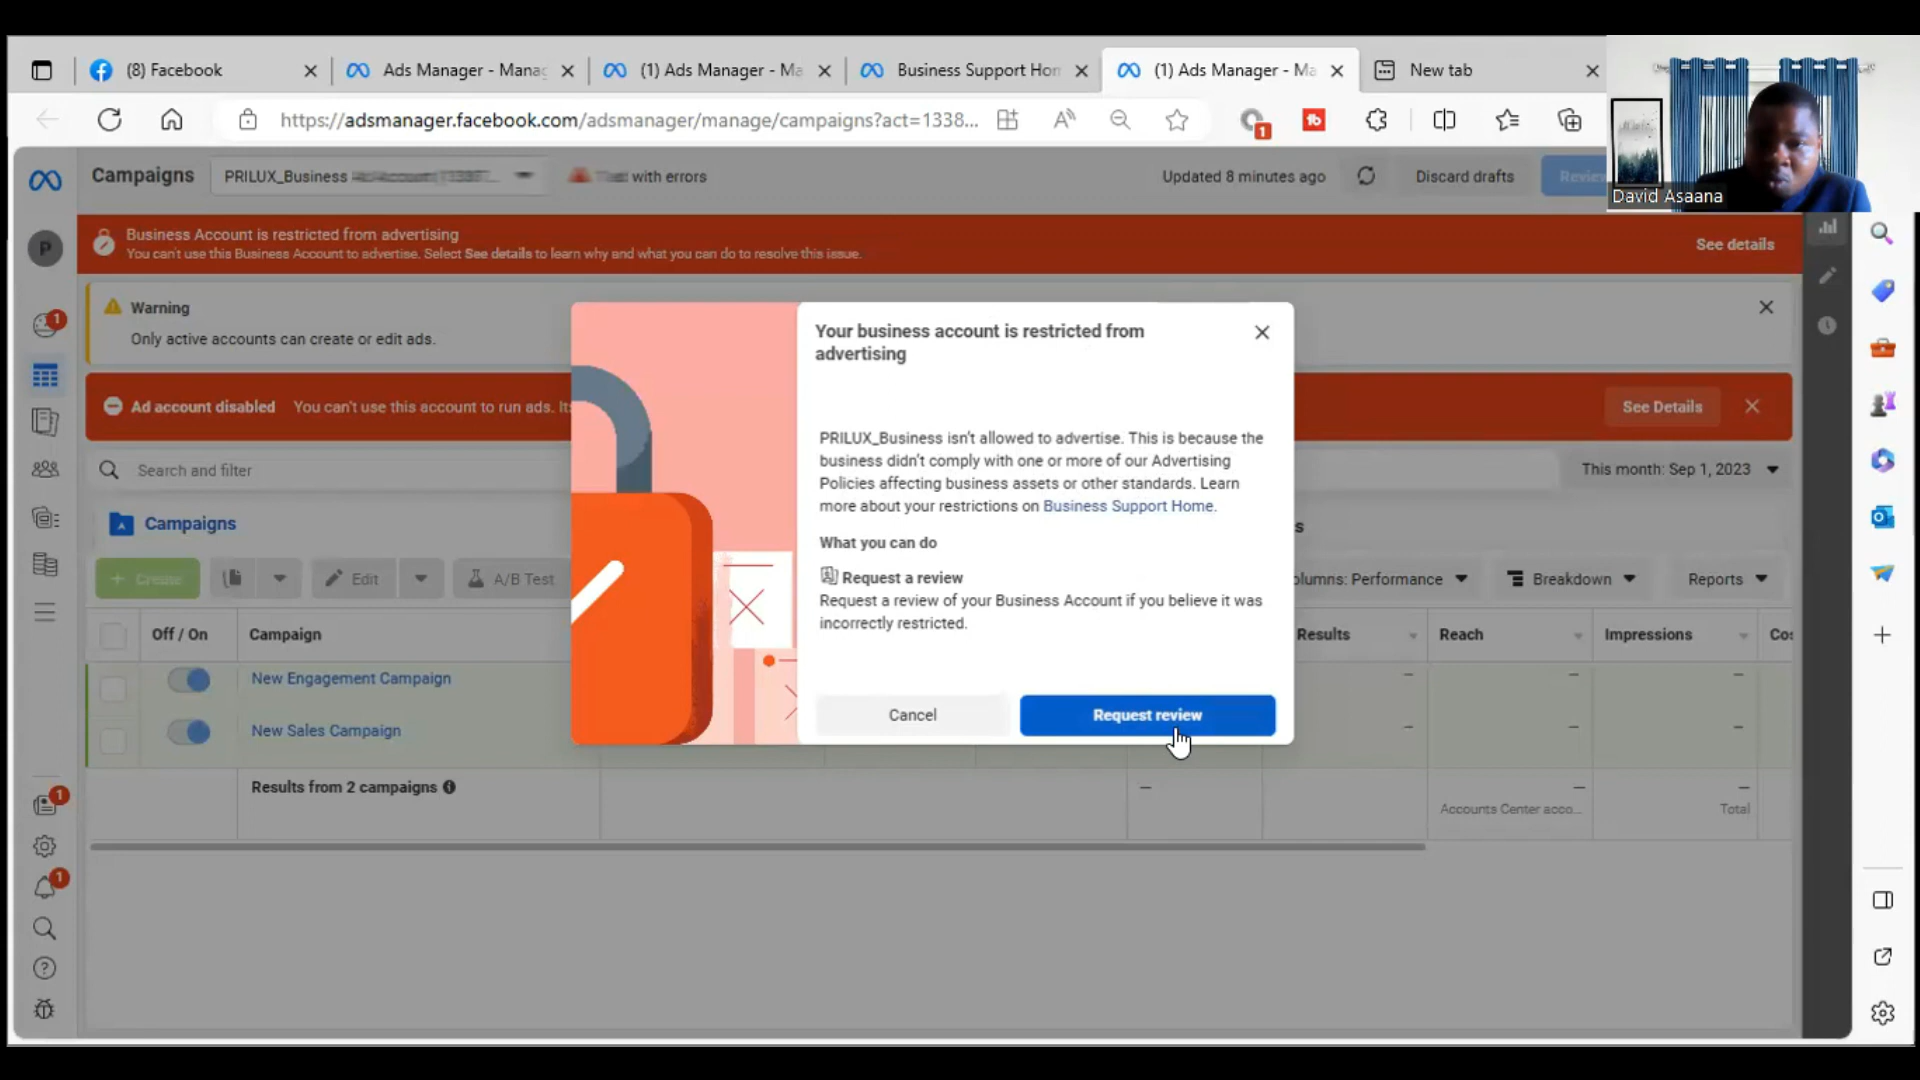 (8) Facebook
Ads Manager - Manag
(1) Ads Manager - Ma
Business Support Hom
(1) Ads Manager - Ma
New tab
https://adsmanager.facebook.com/adsmanager/manage/campaigns?act=1338...
1
David Asaana
Campaigns
PRILUX_Business
with errors
Updated 8 minutes ago
Discard drafts
Review
P
Business Account is restricted from advertising
You can't use this Business Account to advertise. Select See details to learn why and what you can do to resolve this issue.
See details
Warning
Only active accounts can create or edit ads.
1
Ad account disabled You can't use this account to run ads. Its
See Details
Search and filter
This month: Sep 1, 2023
Campaigns
s
Create
Edit
A/B Test
olumns: Performance
Breakdown
Reports
Off / On
Campaign
Results
Reach
Impressions
Cos
New Engagement Campaign
—
—
—
New Sales Campaign
—
—
—
Results from 2 campaigns
—
—
—
Accounts Center acco...
Total
1
1
Your business account is restricted from
advertising
PRILUX_Business isn't allowed to advertise. This is because the
business didn't comply with one or more of our Advertising
Policies affecting business assets or other standards. Learn
more about your restrictions on Business Support Home.
What you can do
Request a review
Request a review of your Business Account if you believe it was
incorrectly restricted.
Cancel
Request review